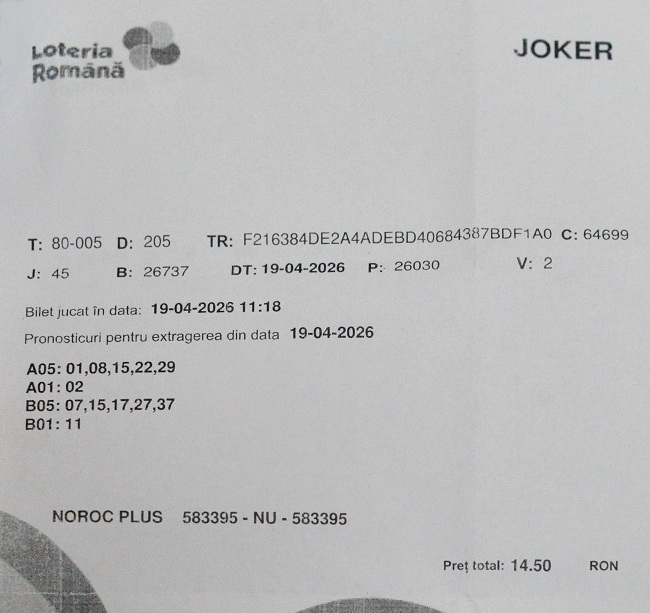 Loteria
Română
JOKER
T: 80-005 D: 205 TR: F216384DE2A4ADEBD40684387BDF1A0 C: 64699
J: 45 B: 26737 DT: 19-04-2026 P: 26030 V: 2
Bilet jucat în data: 19-04-2026 11:18
Pronosticuri pentru extragerea din data 19-04-2026
A05: 01,08,15,22,29
A01: 02
B05: 07,15,17,27,37
B01: 11
NOROC PLUS 583395 - NU - 583395
Preț total: 14.50 RON